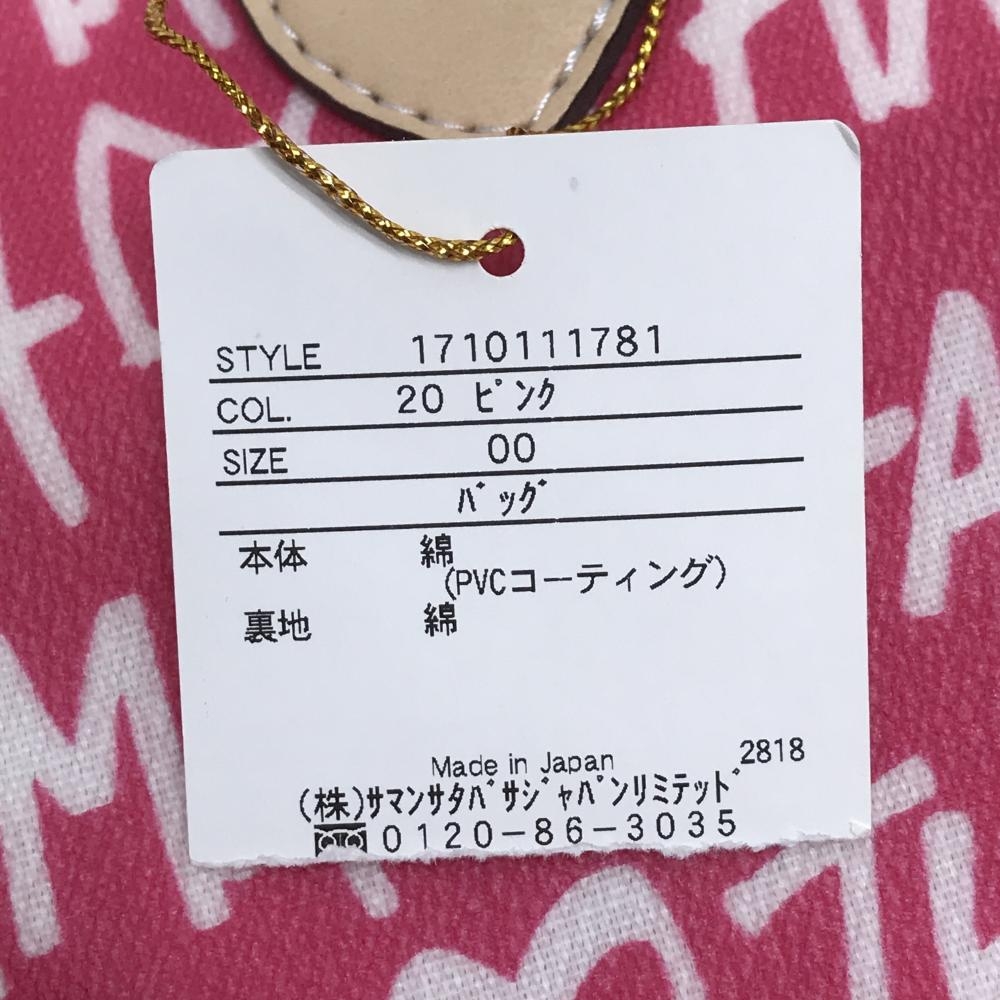 STYLE 1710111781
COL. 20 ﾋﾟﾝｸ
SIZE 00
ﾊﾞｯｸﾞ
本体 綿
(PVCコーティング)
裏地 綿
Made in Japan 2818
(株)ｻﾏﾝｻﾀﾊﾞｻｼﾞｬﾊﾟﾝﾘﾐﾃｯﾄﾞ
0120-86-3035